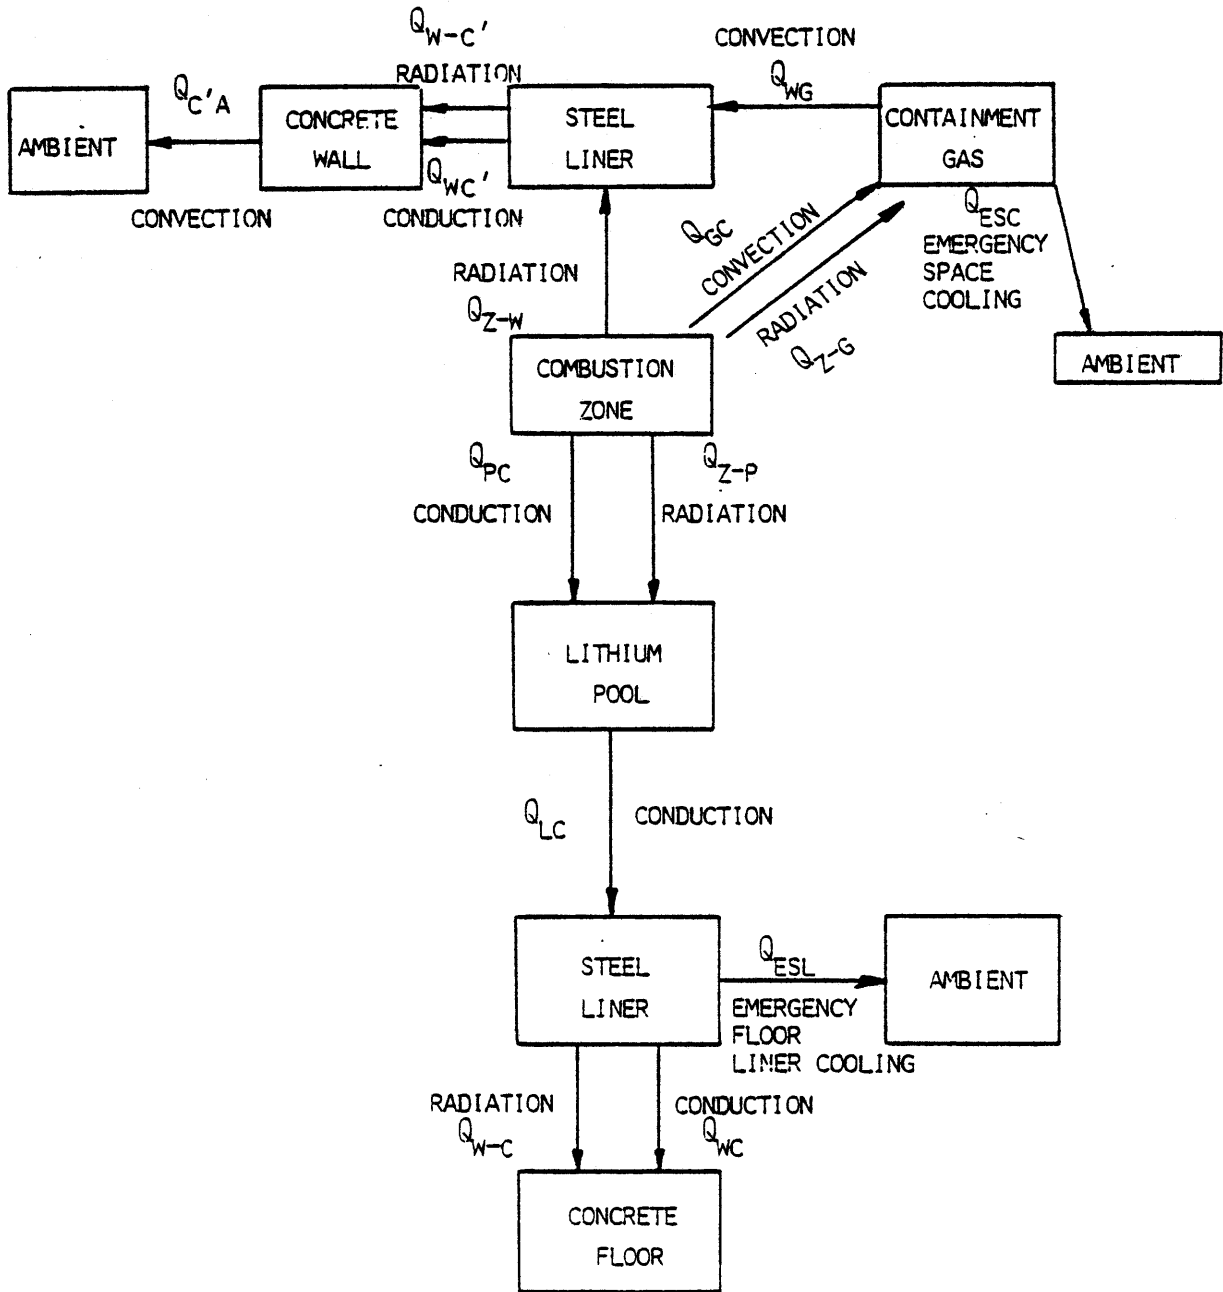 Q_W-C'
RADIATION
CONVECTION
Q_WG
Q_C'A
AMBIENT
CONVECTION
CONCRETE
WALL
Q_WC'
CONDUCTION
STEEL
LINER
CONTAINMENT
GAS
Q_ESC
EMERGENCY
SPACE
COOLING
AMBIENT
Q_GC
CONVECTION
RADIATION
Q_Z-G
RADIATION
Q_Z-W
COMBUSTION
ZONE
Q_PC
CONDUCTION
Q_Z-P
RADIATION
LITHIUM
POOL
Q_LC
CONDUCTION
STEEL
LINER
Q_ESL
EMERGENCY
FLOOR
LINER COOLING
AMBIENT
RADIATION
Q_W-C
CONDUCTION
Q_WC
CONCRETE
FLOOR